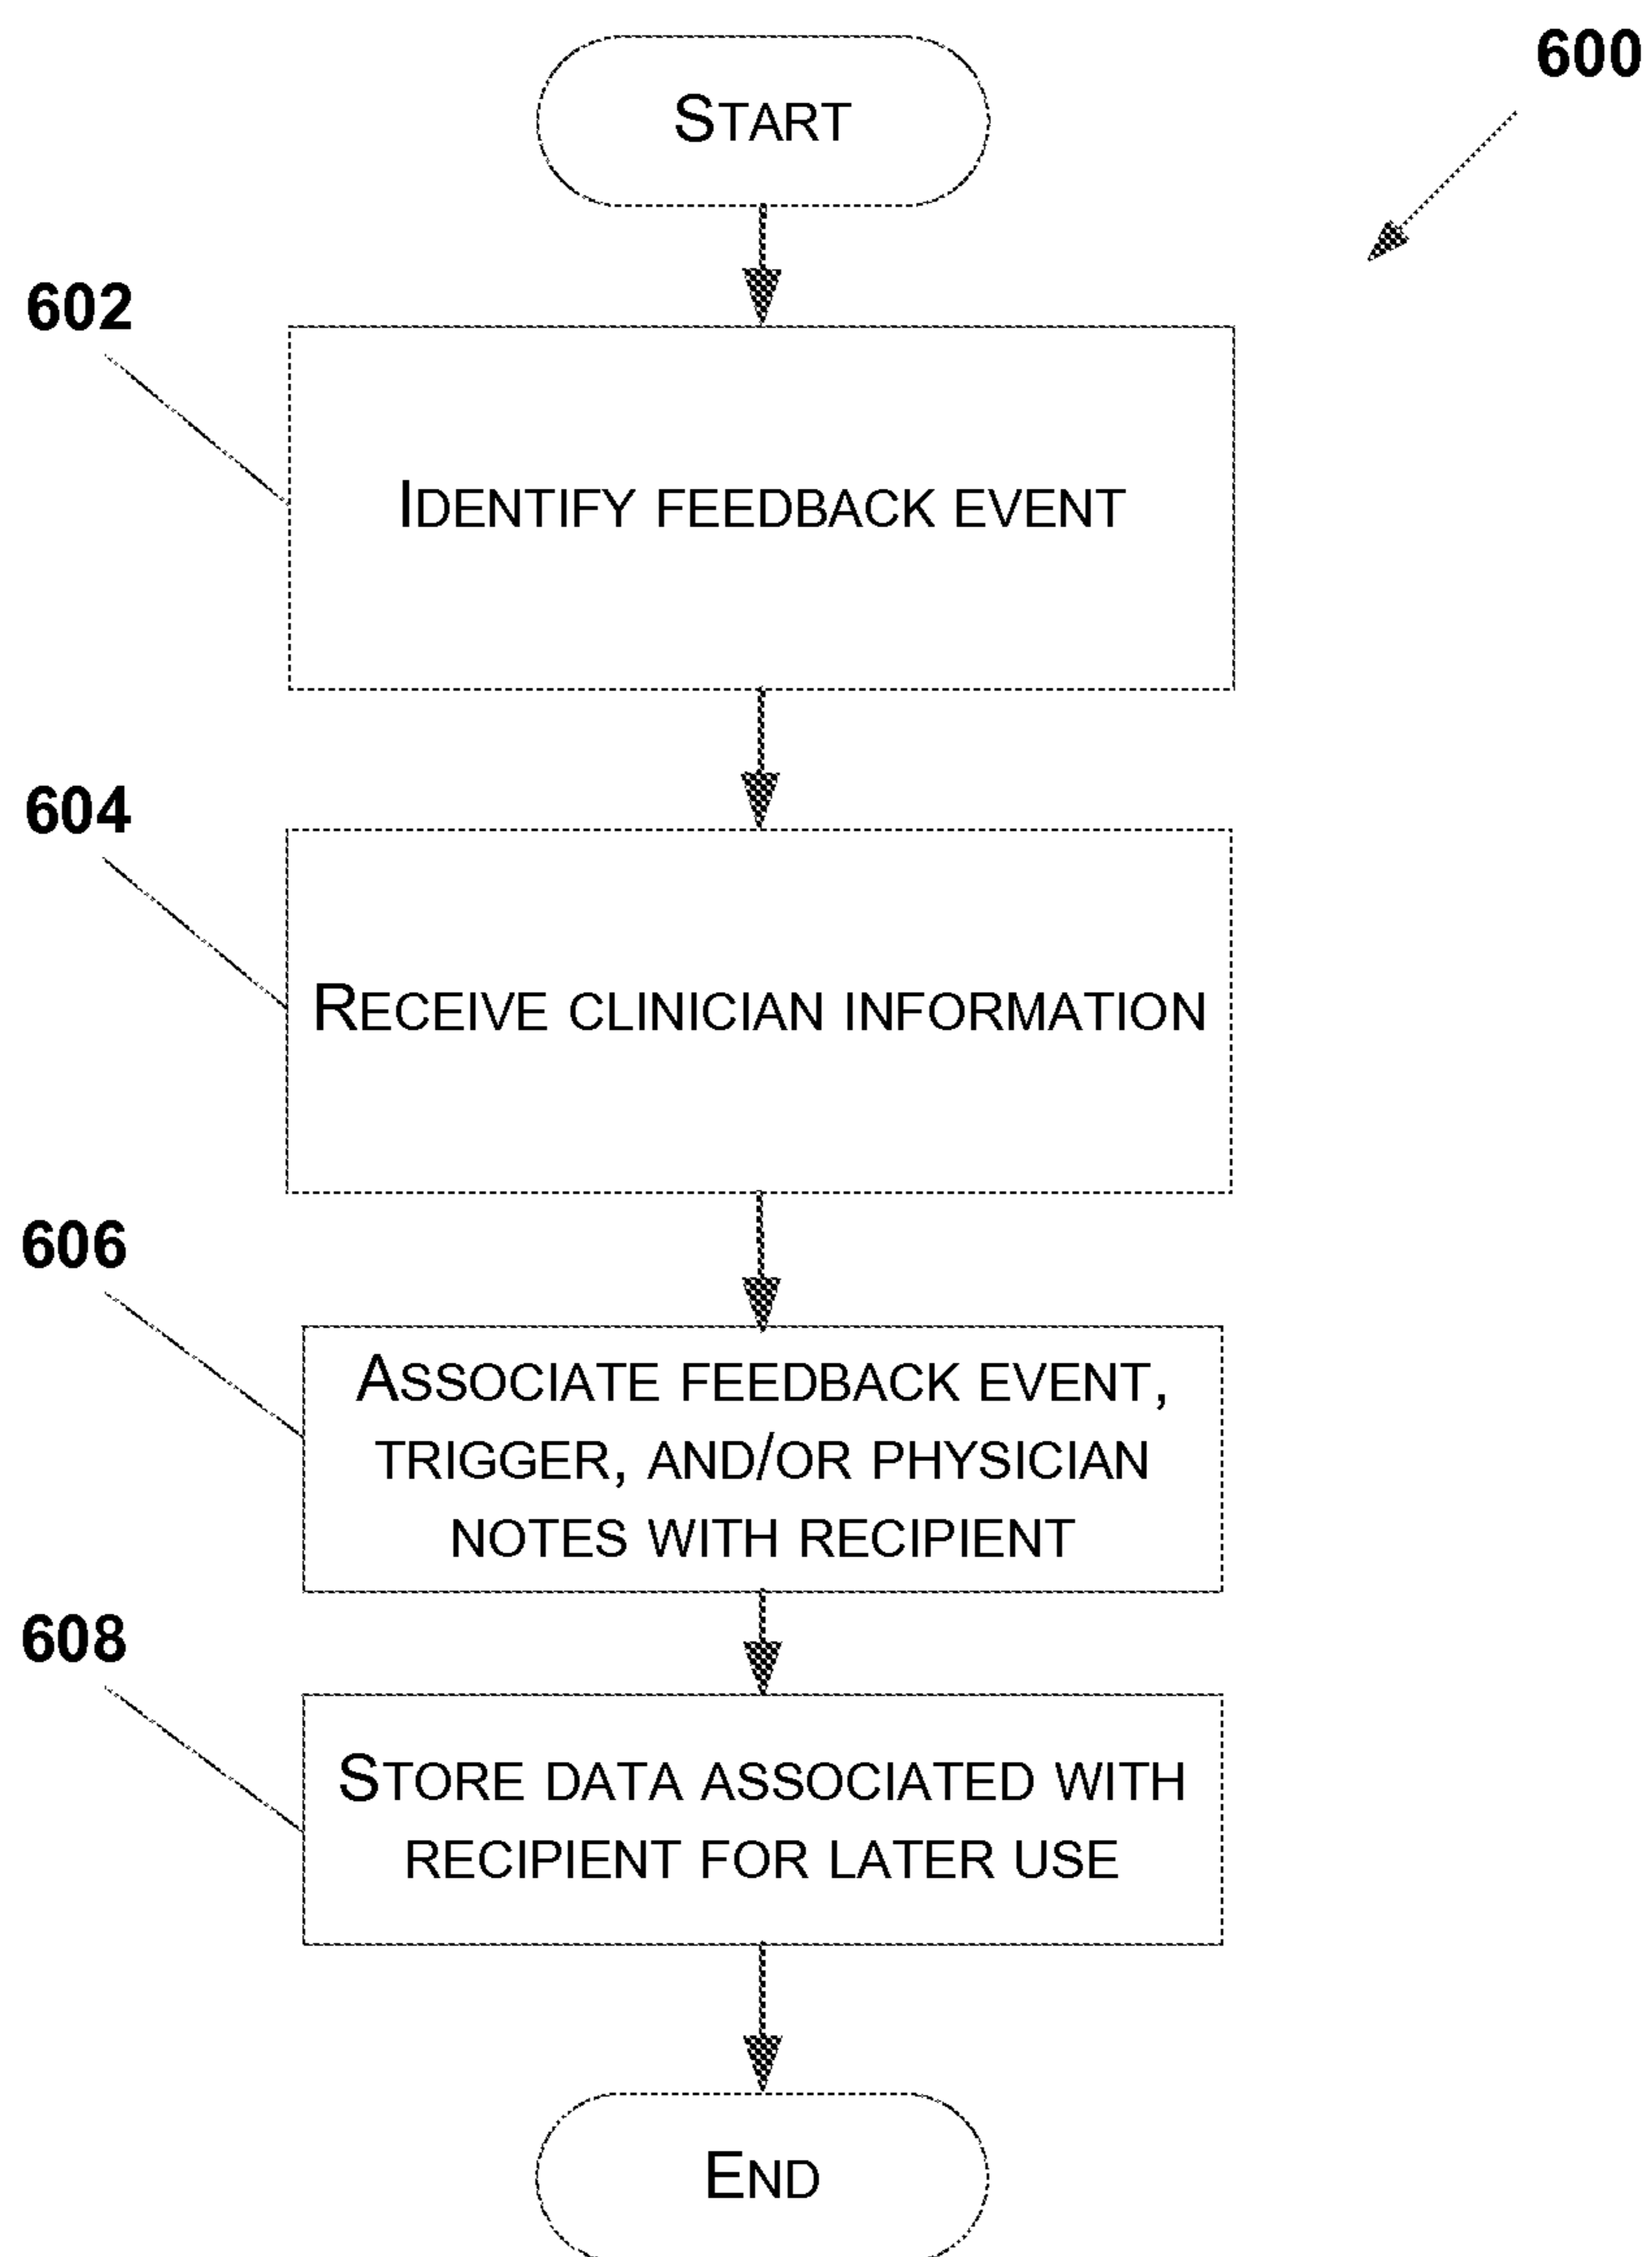 600
START
602
IDENTIFY FEEDBACK EVENT
604
RECEIVE CLINICIAN INFORMATION
606
ASSOCIATE FEEDBACK EVENT,
TRIGGER, AND/OR PHYSICIAN
NOTES WITH RECIPIENT
608
STORE DATA ASSOCIATED WITH
RECIPIENT FOR LATER USE
END